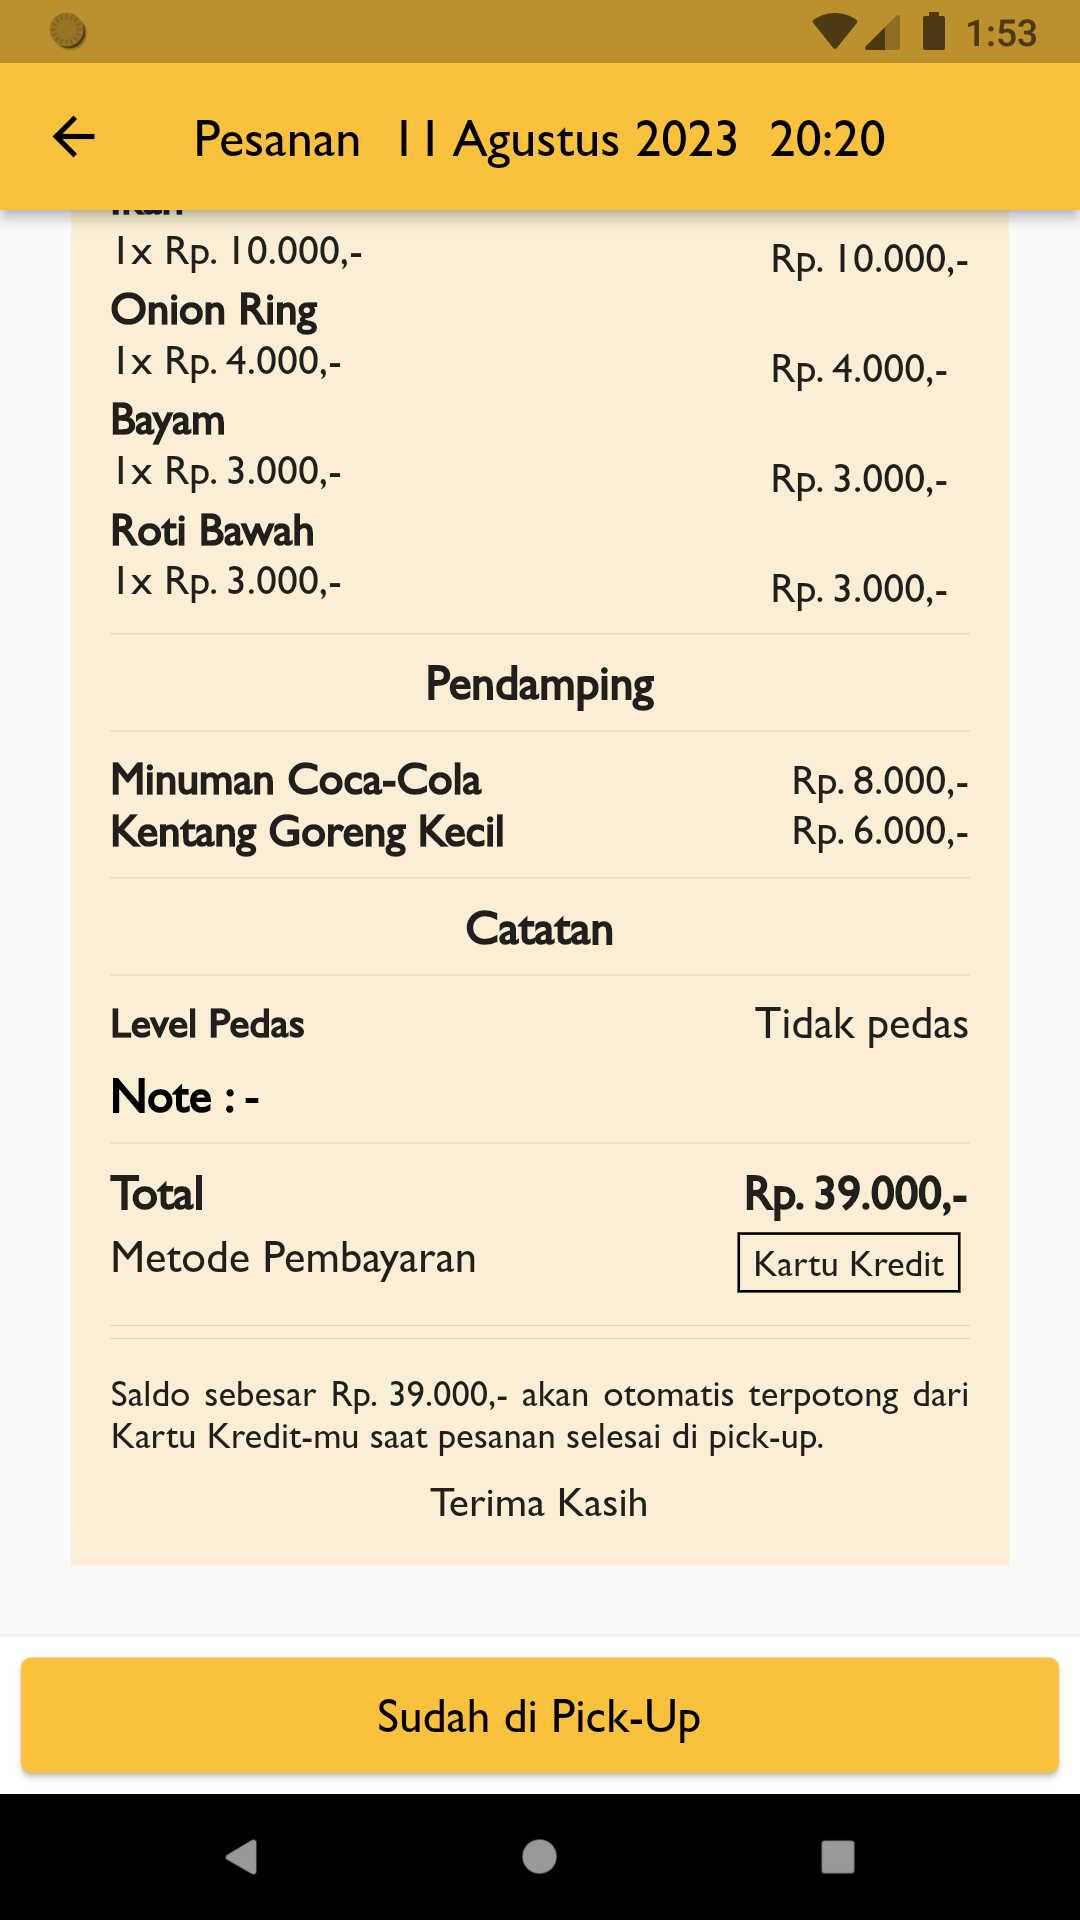 1:53
Pesanan 11 Agustus 2023 20:20
1x Rp. 10.000,- Rp. 10.000,-
Onion Ring
1x Rp. 4.000,- Rp. 4.000,-
Bayam
1x Rp. 3.000,- Rp. 3.000,-
Roti Bawah
1x Rp. 3.000,- Rp. 3.000,-
Pendamping
Minuman Coca-Cola Rp. 8.000,-
Kentang Goreng Kecil Rp. 6.000,-
Catatan
Level Pedas Tidak pedas
Note : -
Total Rp. 39.000,-
Metode Pembayaran Kartu Kredit
Saldo sebesar Rp. 39.000,- akan otomatis terpotong dari
Kartu Kredit-mu saat pesanan selesai di pick-up.
Terima Kasih
Sudah di Pick-Up